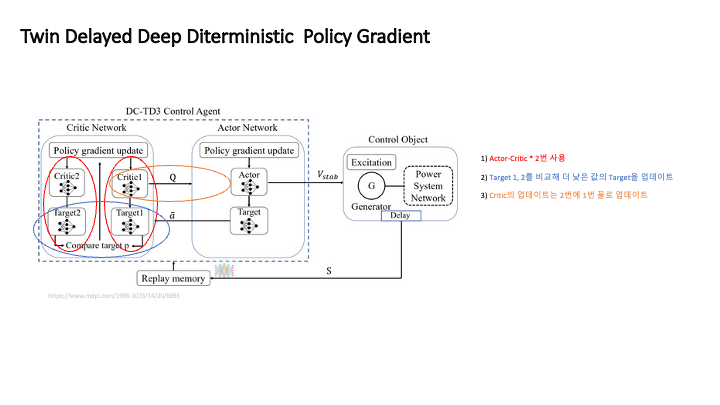 Twin Delayed Deep Diterministic Policy Gradient
DC-TD3 Control Agent
Critic Network
Actor Network
Policy gradient update
Policy gradient update
Critic2
Critic1
Q
Actor
Target2
Target1
ã
Target
Compare target p
Replay memory
S
V_stab
Control Object
Excitation
G
Generator
Power
System
Network
Delay
1) Actor-Critic * 2번 사용
2) Target 1, 2를 비교해 더 낮은 값의 Target을 업데이트
3) Critic의 업데이트는 2번에 1번 꼴로 업데이트
https://www.mdpi.com/1996-1073/14/20/6695